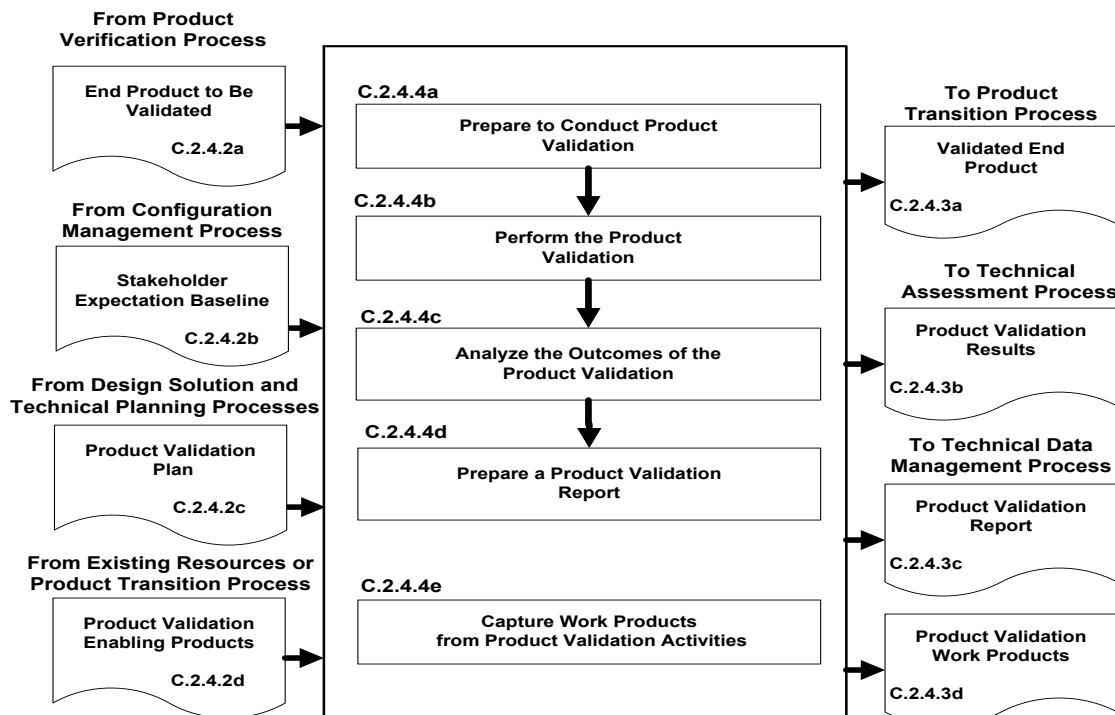 From Product
Verification Process
End Product to Be
Validated
C.2.4.2a
From Configuration
Management Process
Stakeholder
Expectation Baseline
C.2.4.2b
From Design Solution and
Technical Planning Processes
Product Validation
Plan
C.2.4.2c
From Existing Resources or
Product Transition Process
Product Validation
Enabling Products
C.2.4.2d
C.2.4.4a
Prepare to Conduct Product
Validation
C.2.4.4b
Perform the Product
Validation
C.2.4.4c
Analyze the Outcomes of the
Product Validation
C.2.4.4d
Prepare a Product Validation
Report
C.2.4.4e
Capture Work Products
from Product Validation Activities
To Product
Transition Process
Validated End
Product
C.2.4.3a
To Technical
Assessment Process
Product Validation
Results
C.2.4.3b
To Technical Data
Management Process
Product Validation
Report
C.2.4.3c
Product Validation
Work Products
C.2.4.3d